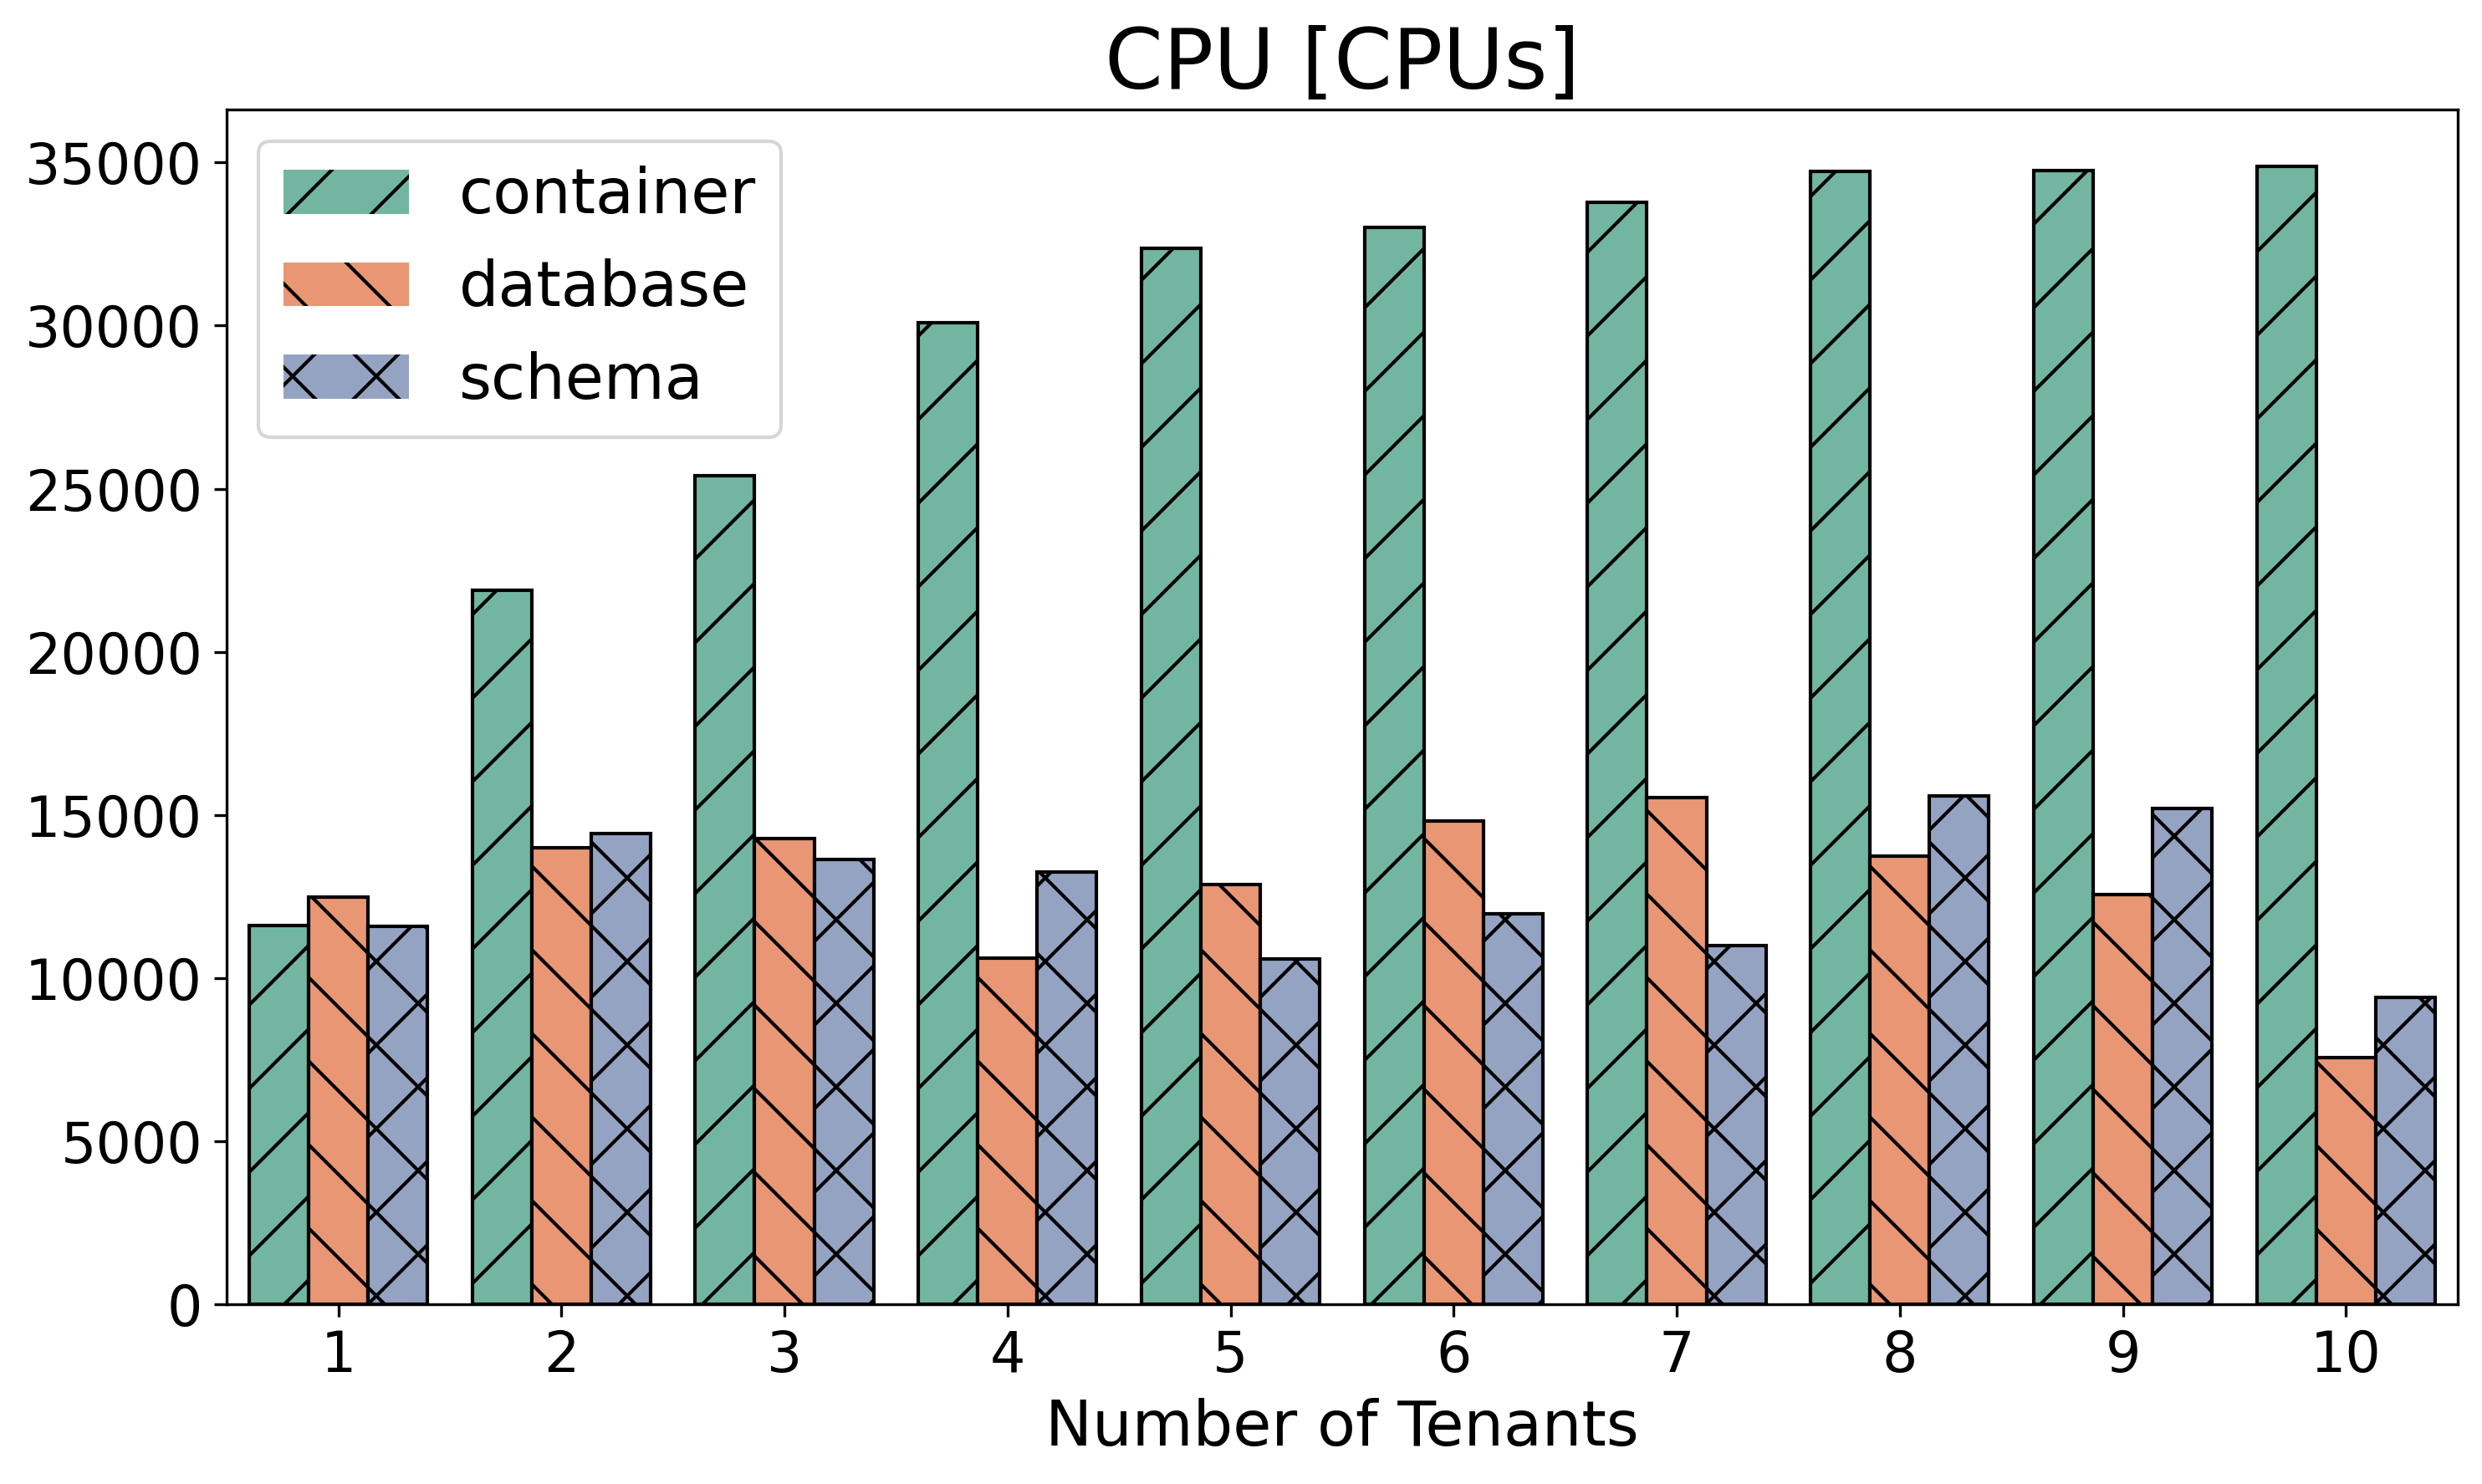 CPU [CPUs]
35000
30000
25000
20000
15000
10000
5000
0
container
database
schema
1 2 3 4 5 6 7 8 9 10
Number of Tenants